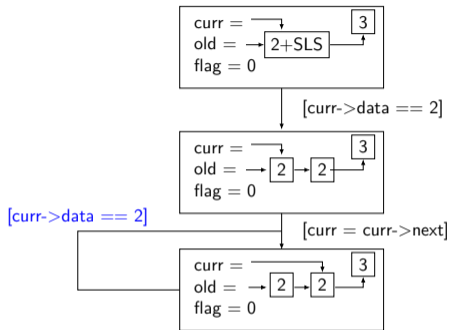 curr = 3
old = 2+SLS
flag = 0
[curr->data == 2]
curr = 3
old = 2 2
flag = 0
[curr->data == 2]
[curr = curr->next]
curr = 3
old = 2 2
flag = 0